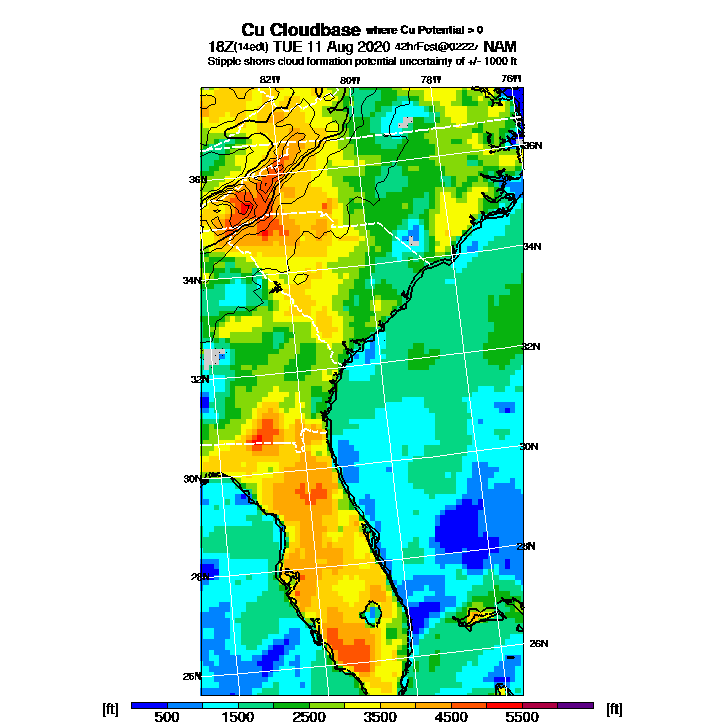 Cu Cloudbase where Cu Potential > 0
18Z(14edt) TUE 11 Aug 2020 42hrFcst@0222z NAM
Stipple shows cloud formation potential uncertainty of +/- 1000 ft
82W 80W 78W 76W
36N 36N
34N 34N
32N 32N
30N 30N
28N 28N
26N 26N
[ft] 500 1500 2500 3500 4500 5500 [ft]